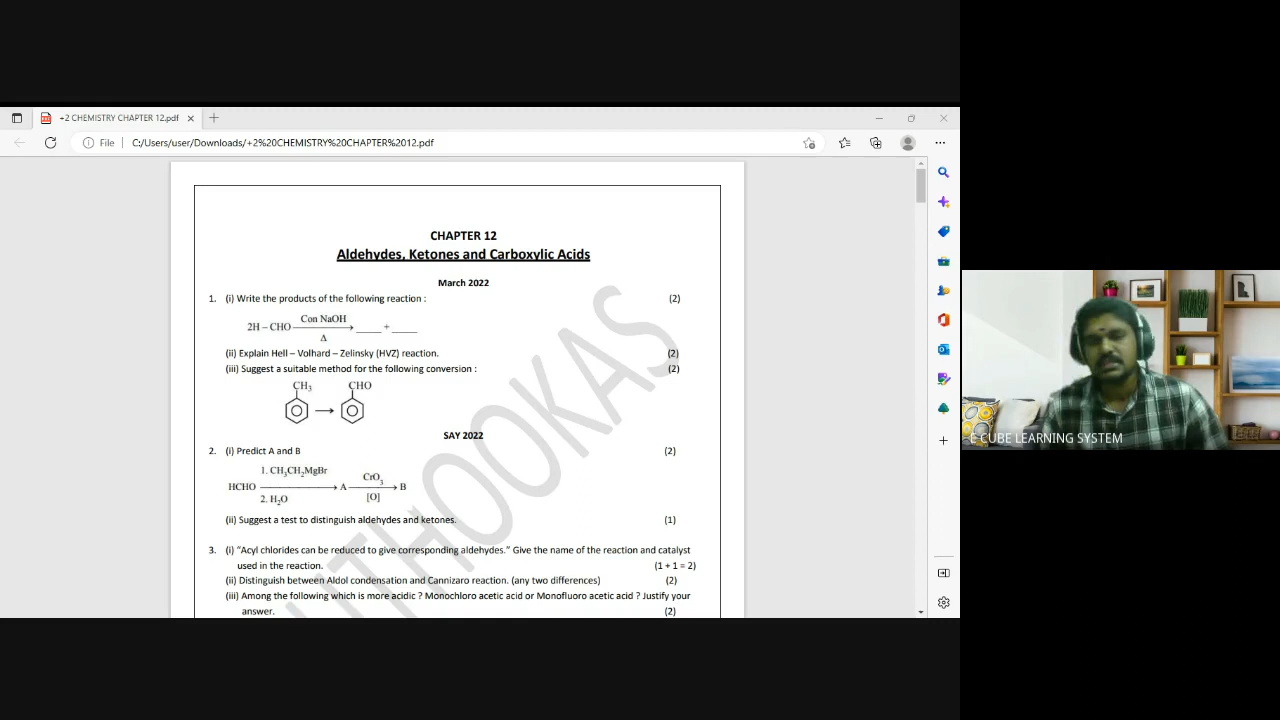 +2 CHEMISTRY CHAPTER 12.pdf
File C:/Users/user/Downloads/+2%20CHEMISTRY%20CHAPTER%2012.pdf
CHAPTER 12
Aldehydes, Ketones and Carboxylic Acids
March 2022
1. (i) Write the products of the following reaction : (2)
2H – CHO Con NaOH Δ → ____ + ____
(ii) Explain Hell – Volhard – Zelinsky (HVZ) reaction. (2)
(iii) Suggest a suitable method for the following conversion : (2)
CH₃ CHO
SAY 2022
2. (i) Predict A and B (2)
1. CH₃CH₂MgBr
HCHO → A CrO₃ → B
2. H₂O [O]
(ii) Suggest a test to distinguish aldehydes and ketones. (1)
3. (i) "Acyl chlorides can be reduced to give corresponding aldehydes." Give the name of the reaction and catalyst
used in the reaction. (1 + 1 = 2)
(ii) Distinguish between Aldol condensation and Cannizaro reaction. (any two differences) (2)
(iii) Among the following which is more acidic ? Monochloro acetic acid or Monofluoro acetic acid ? Justify your
answer. (2)
UTHOOKAS
E CUBE LEARNING SYSTEM